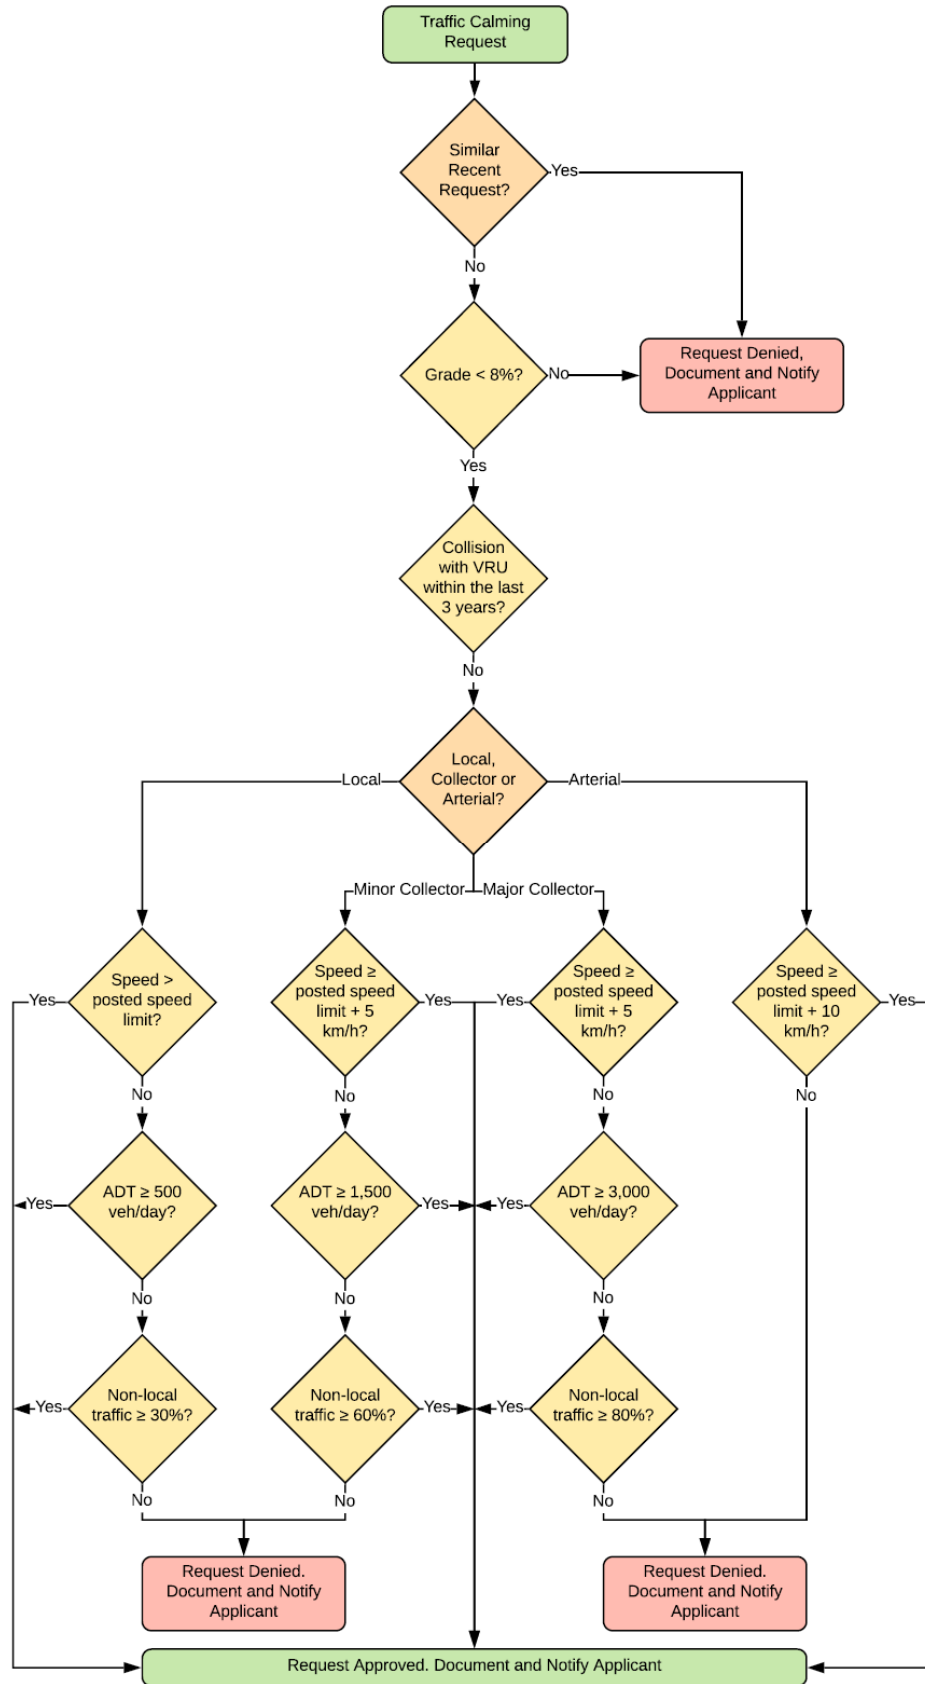 Traffic Calming
Request
Similar
Recent
Request?
Yes
No
Grade < 8%?
No
Request Denied,
Document and Notify
Applicant
Yes
Collision
with VRU
within the last
3 years?
No
Local,
Collector or
Arterial?
Local
Arterial
Minor Collector
Major Collector
Speed >
posted speed
limit?
Yes
Speed ≥
posted speed
limit + 5
km/h?
Yes
Yes
Speed ≥
posted speed
limit + 5
km/h?
Speed ≥
posted speed
limit + 10
km/h?
Yes
No
No
No
No
Yes
ADT ≥ 500
veh/day?
ADT ≥ 1,500
veh/day?
Yes
Yes
ADT ≥ 3,000
veh/day?
No
No
No
Yes
Non-local
traffic ≥ 30%?
Non-local
traffic ≥ 60%?
Yes
Yes
Non-local
traffic ≥ 80%?
No
No
No
Request Denied.
Document and Notify
Applicant
Request Denied.
Document and Notify
Applicant
Request Approved. Document and Notify Applicant